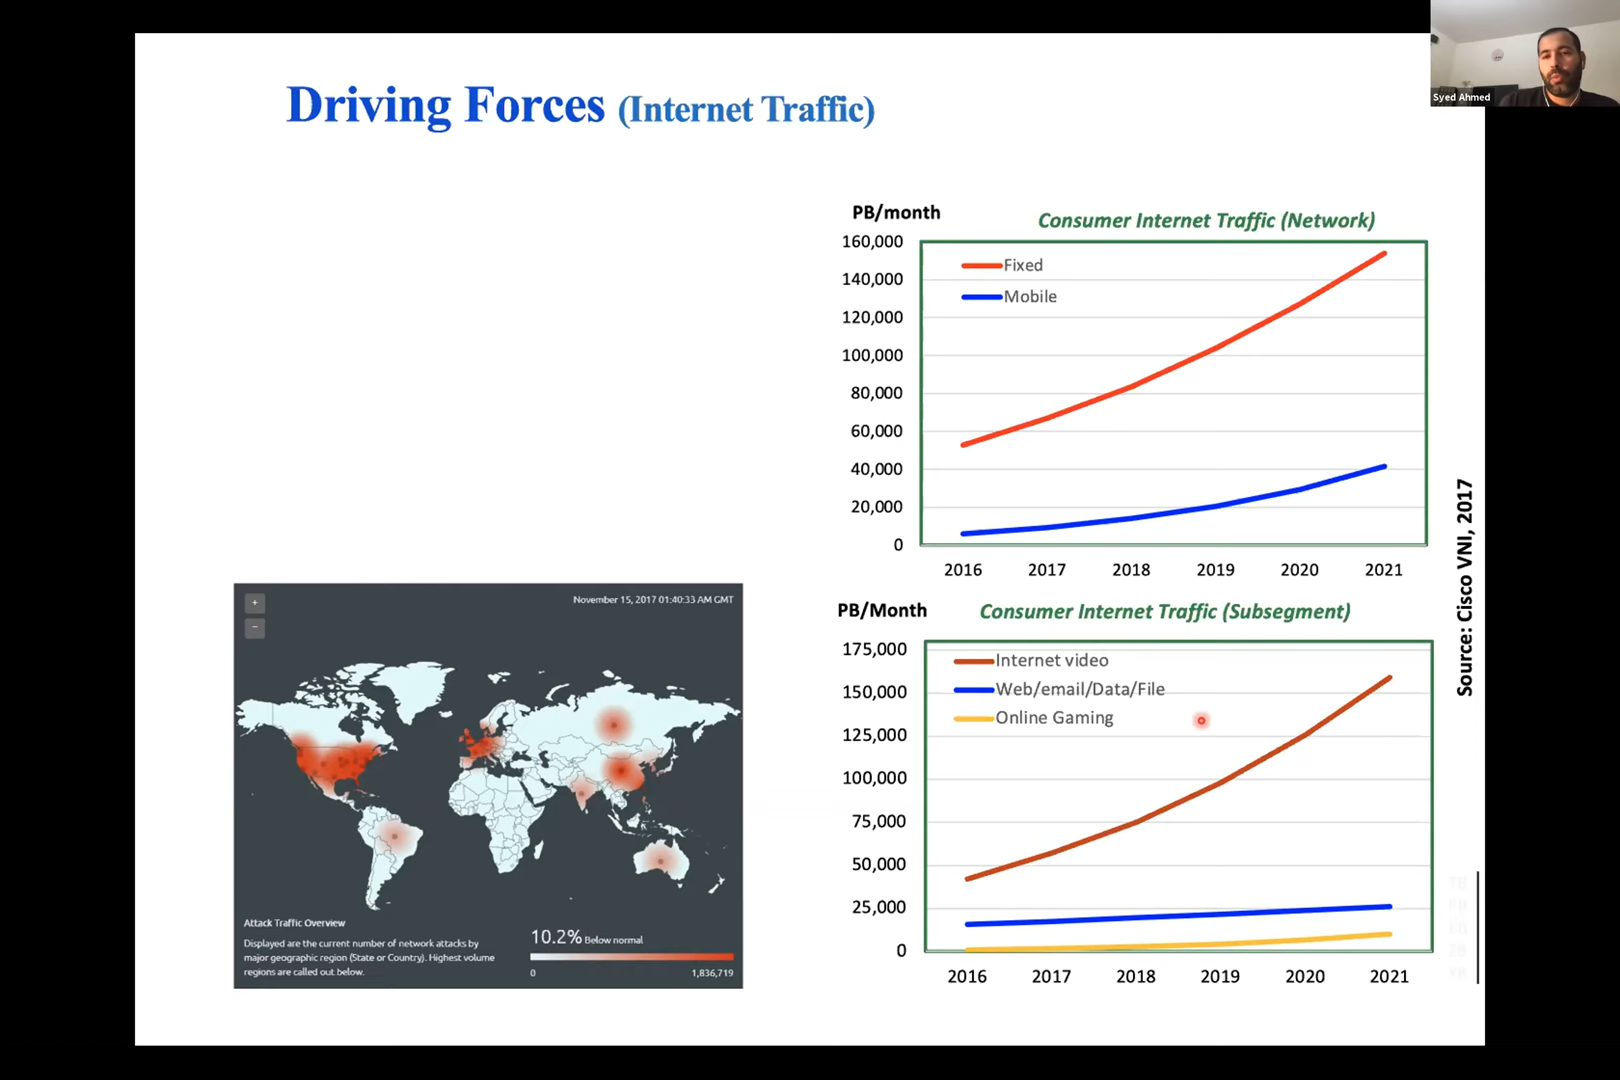 Syed Ahmed
Driving Forces (Internet Traffic)
PB/month
Consumer Internet Traffic (Network)
160,000
140,000
120,000
100,000
80,000
60,000
40,000
20,000
0
Fixed
Mobile
2016 2017 2018 2019 2020 2021
Source: Cisco VNI, 2017
+
−
November 15, 2017 01:40:33 AM GMT
Attack Traffic Overview
Displayed are the current number of network attacks by
major geographic region (State or Country). Highest volume
regions are called out below.
10.2% Below normal
0 1,836,719
PB/Month
Consumer Internet Traffic (Subsegment)
175,000
150,000
125,000
100,000
75,000
50,000
25,000
0
Internet video
Web/email/Data/File
Online Gaming
2016 2017 2018 2019 2020 2021